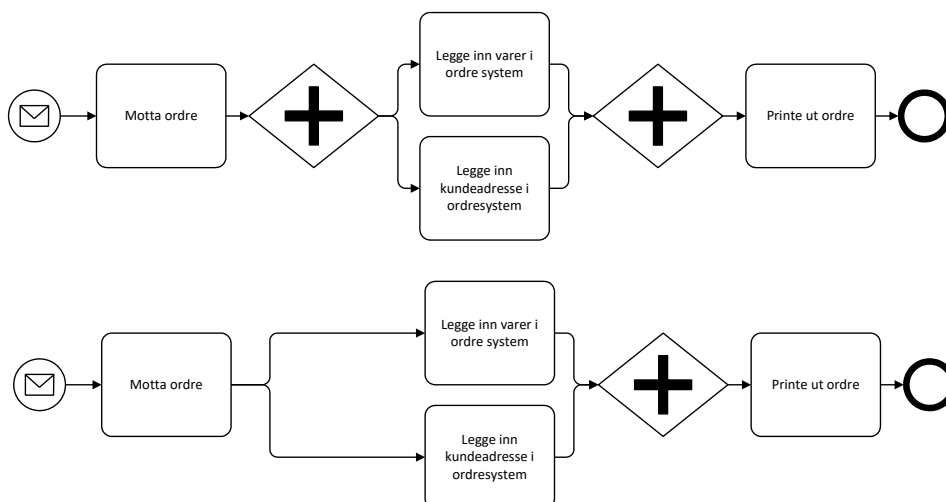 Motta ordre
Legge inn varer i
ordre system
Legge inn
kundeadresse i
ordresystem
Printe ut ordre
Motta ordre
Legge inn varer i
ordre system
Legge inn
kundeadresse i
ordresystem
Printe ut ordre